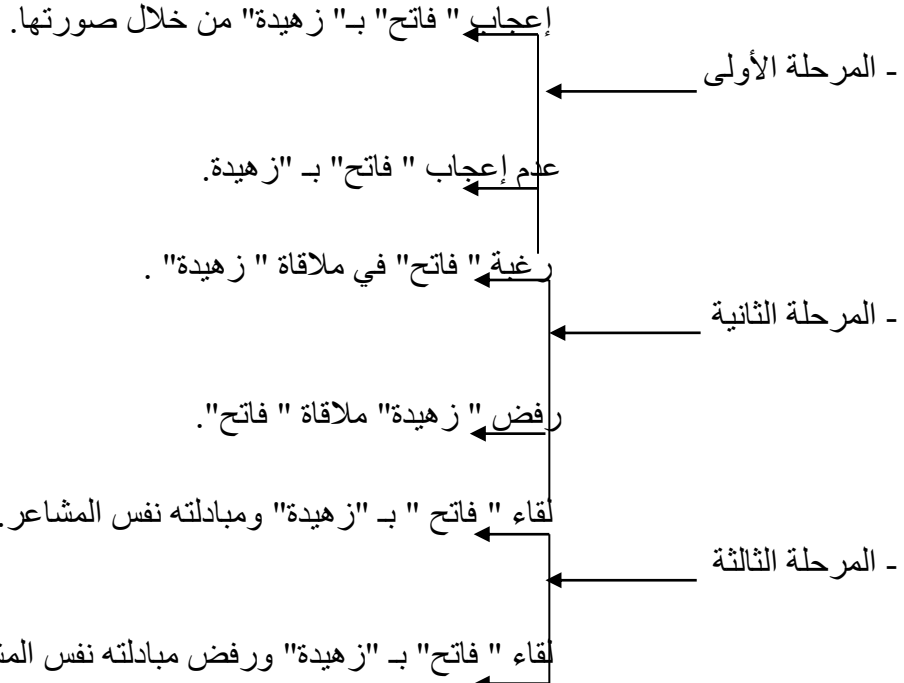 إعجاب " فاتح" بـ" زهيدة" من خلال صورتها.
- المرحلة الأولى
عدم إعجاب " فاتح" بـ "زهيدة.
رغبة " فاتح" في ملاقاة " زهيدة" .
- المرحلة الثانية
رفض " زهيدة" ملاقاة " فاتح".
لقاء " فاتح " بـ "زهيدة" ومبادلته نفس المشاعر.
- المرحلة الثالثة
لقاء " فاتح" بـ "زهيدة" ورفض مبادلته نفس